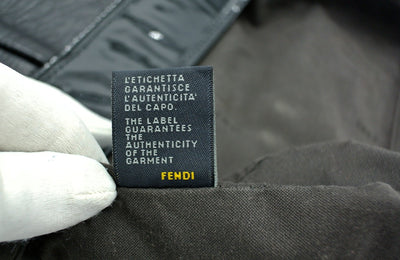 L'ETICHETTA
GARANTISCE
L'AUTENTICITA'
DEL CAPO.
THE LABEL
GUARANTEES
THE
AUTHENTICITY
OF THE
GARMENT
FENDI